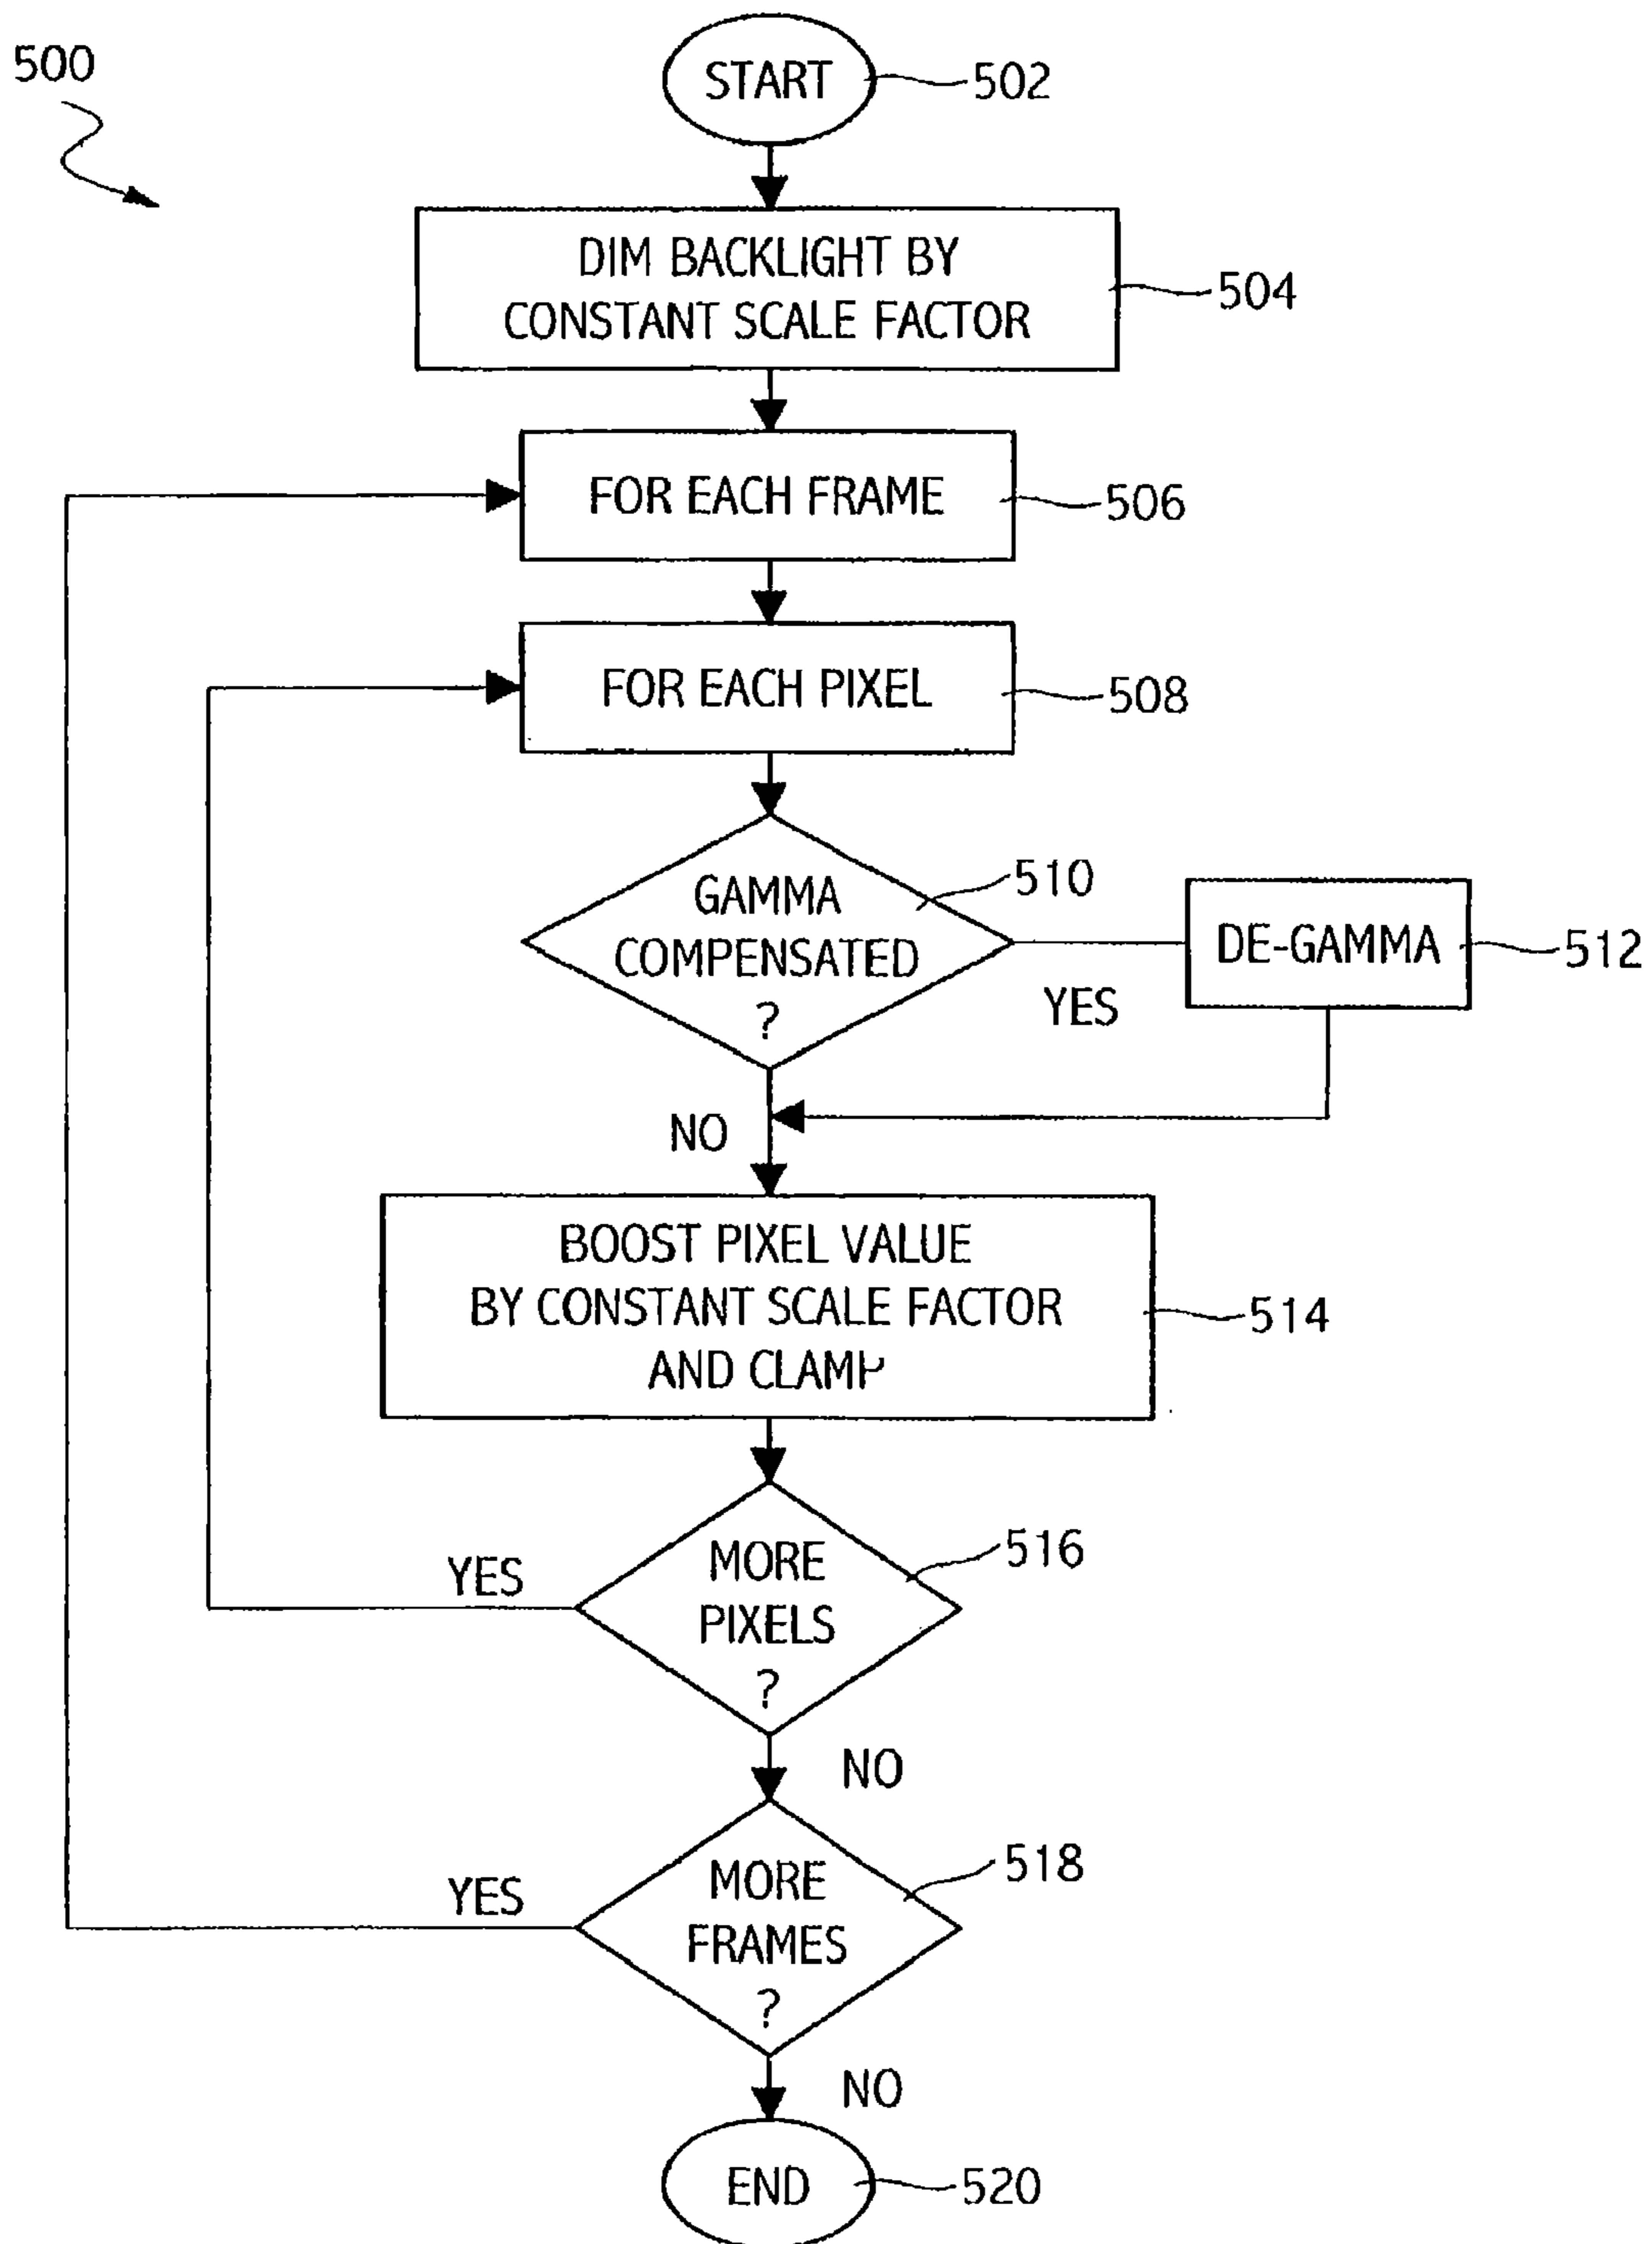 500
START
502
DIM BACKLIGHT BY
CONSTANT SCALE FACTOR
504
FOR EACH FRAME
506
FOR EACH PIXEL
508
GAMMA
COMPENSATED
?
510
YES
DE-GAMMA
512
NO
BOOST PIXEL VALUE
BY CONSTANT SCALE FACTOR
AND CLAMP
514
MORE
PIXELS
?
516
YES
NO
MORE
FRAMES
?
518
YES
NO
END
520